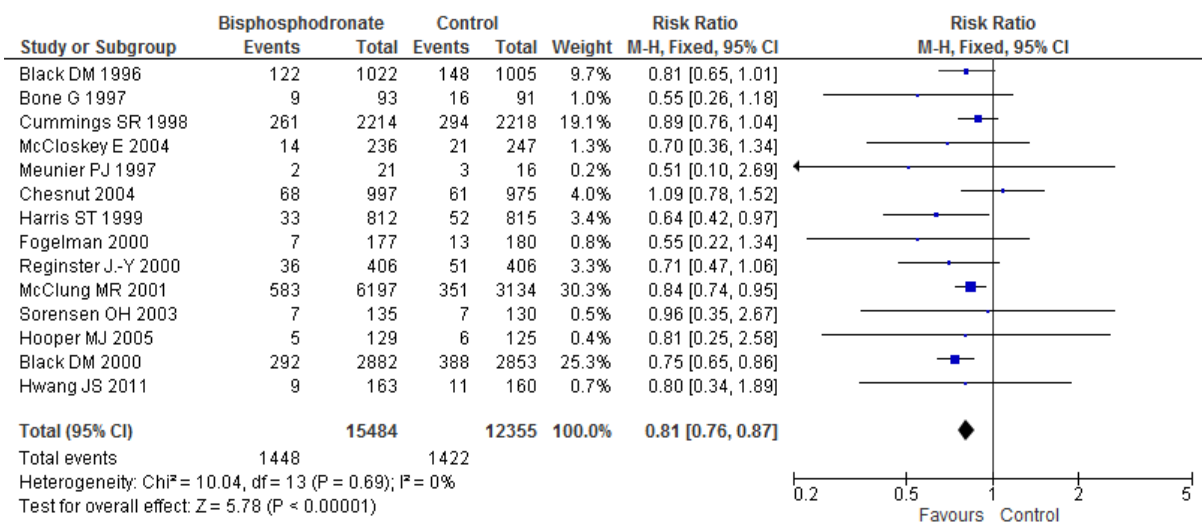 Bisphosphodronate Control Risk Ratio Risk Ratio
Study or Subgroup Events Total Events Total Weight M-H, Fixed, 95% CI M-H, Fixed, 95% CI
Black DM 1996 122 1022 148 1005 9.7% 0.81 [0.65, 1.01]
Bone G 1997 9 93 16 91 1.0% 0.55 [0.26, 1.18]
Cummings SR 1998 261 2214 294 2218 19.1% 0.89 [0.76, 1.04]
McCloskey E 2004 14 236 21 247 1.3% 0.70 [0.36, 1.34]
Meunier PJ 1997 2 21 3 16 0.2% 0.51 [0.10, 2.69]
Chesnut 2004 68 997 61 975 4.0% 1.09 [0.78, 1.52]
Harris ST 1999 33 812 52 815 3.4% 0.64 [0.42, 0.97]
Fogelman 2000 7 177 13 180 0.8% 0.55 [0.22, 1.34]
Reginster J.-Y 2000 36 406 51 406 3.3% 0.71 [0.47, 1.06]
McClung MR 2001 583 6197 351 3134 30.3% 0.84 [0.74, 0.95]
Sorensen OH 2003 7 135 7 130 0.5% 0.96 [0.35, 2.67]
Hooper MJ 2005 5 129 6 125 0.4% 0.81 [0.25, 2.58]
Black DM 2000 292 2882 388 2853 25.3% 0.75 [0.65, 0.86]
Hwang JS 2011 9 163 11 160 0.7% 0.80 [0.34, 1.89]
Total (95% CI) 15484 12355 100.0% 0.81 [0.76, 0.87]
Total events 1448 1422
Heterogeneity: Chi² = 10.04, df = 13 (P = 0.69); I² = 0%
Test for overall effect: Z = 5.78 (P < 0.00001)
0.2 0.5 1 2 5
Favours Control